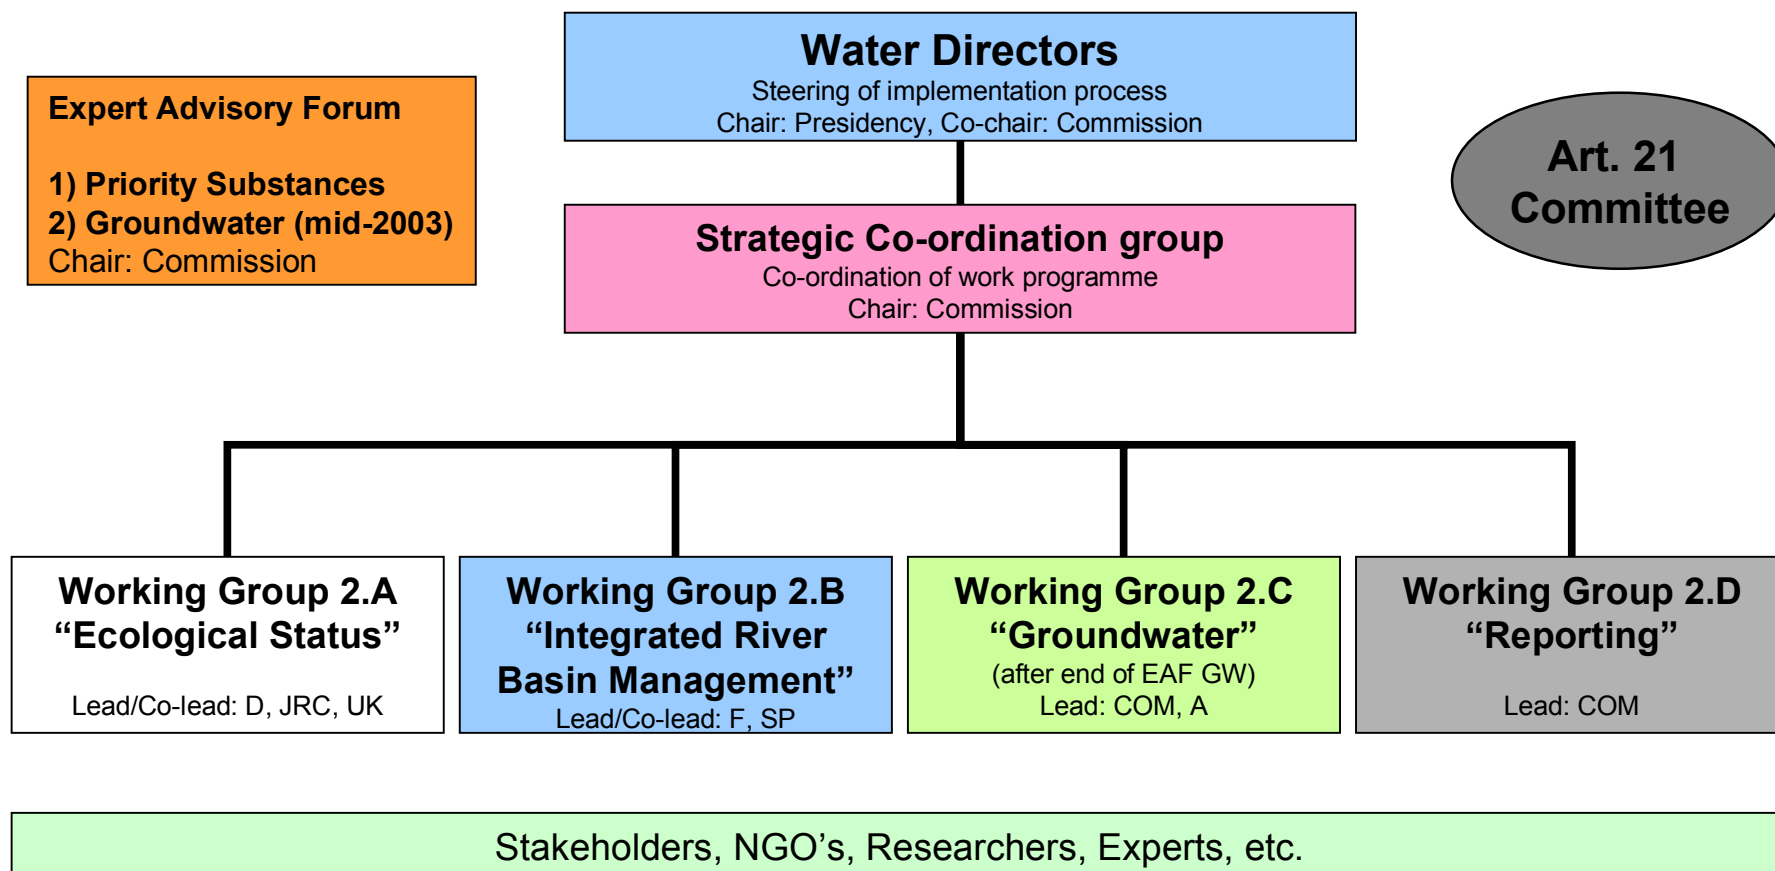 Water Directors
Steering of implementation process
Chair: Presidency, Co-chair: Commission
Expert Advisory Forum
1) Priority Substances
2) Groundwater (mid-2003)
Chair: Commission
Art. 21
Committee
Strategic Co-ordination group
Co-ordination of work programme
Chair: Commission
Working Group 2.A
“Ecological Status”
Lead/Co-lead: D, JRC, UK
Working Group 2.B
“Integrated River
Basin Management”
Lead/Co-lead: F, SP
Working Group 2.C
“Groundwater”
(after end of EAF GW)
Lead: COM, A
Working Group 2.D
“Reporting”
Lead: COM
Stakeholders, NGO’s, Researchers, Experts, etc.